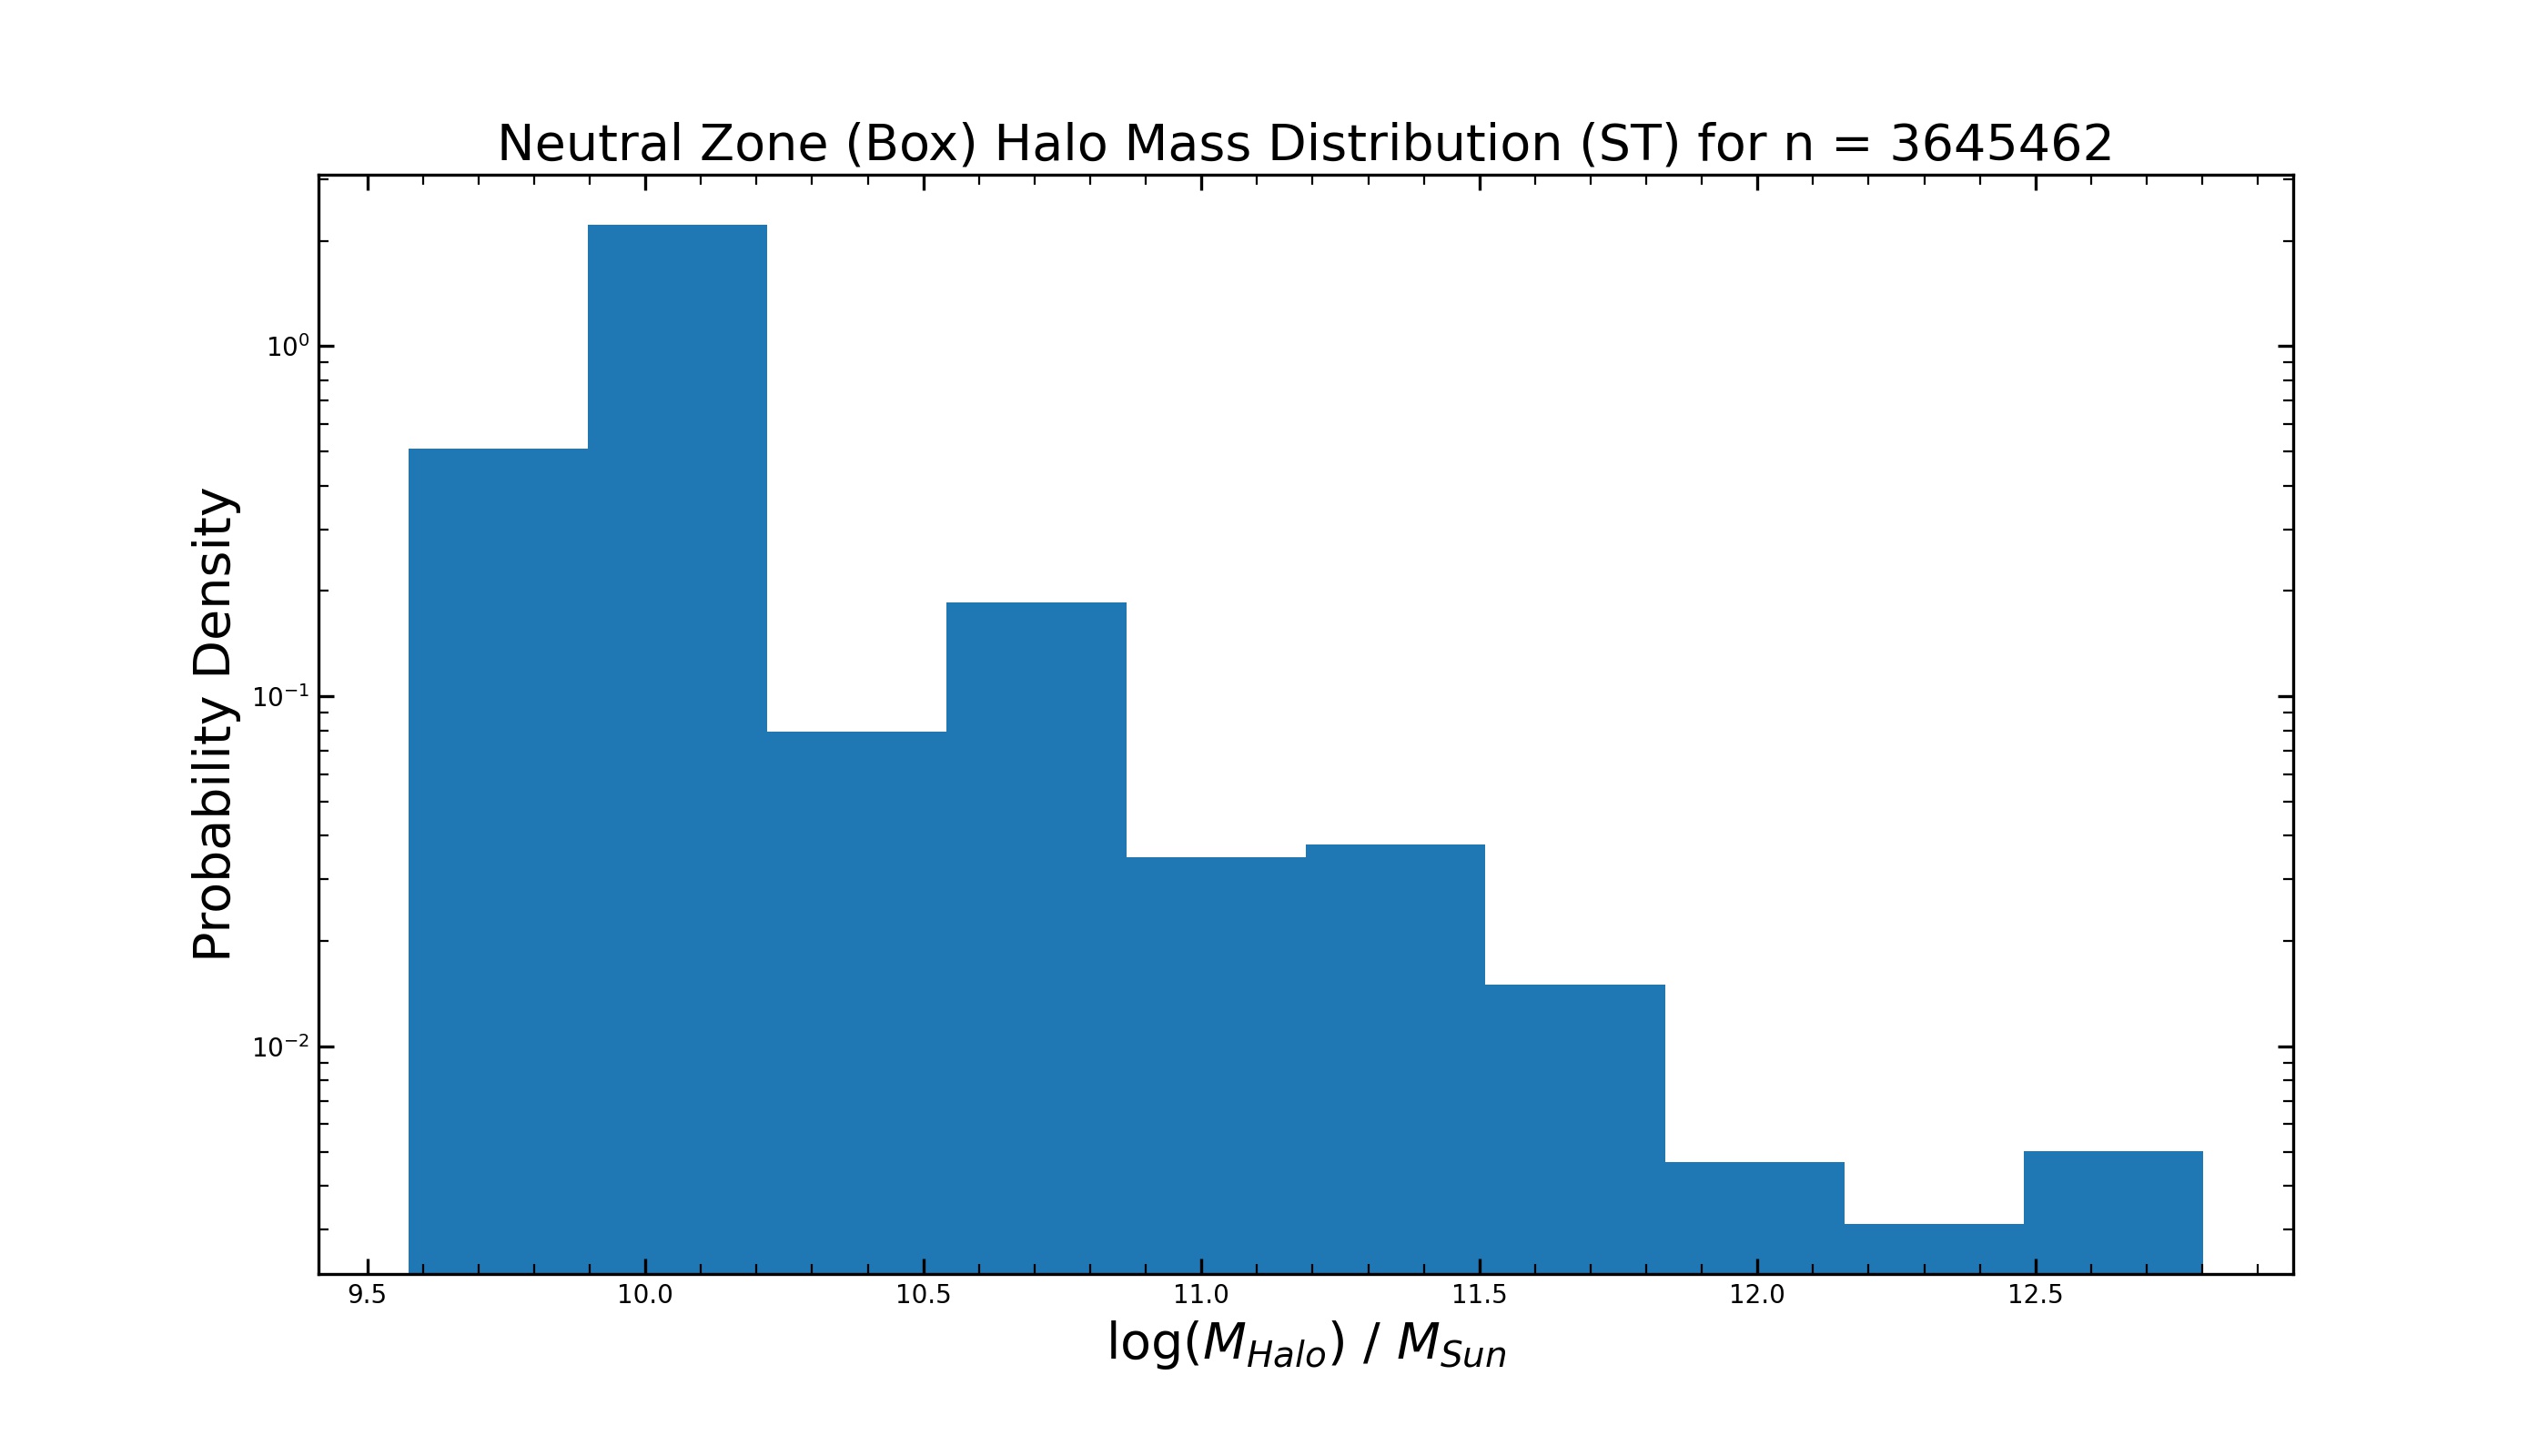 Neutral Zone (Box) Halo Mass Distribution (ST) for n = 3645462
Probability Density
10⁰
10⁻¹
10⁻²
9.5 10.0 10.5 11.0 11.5 12.0 12.5
log(M_Halo) / M_Sun